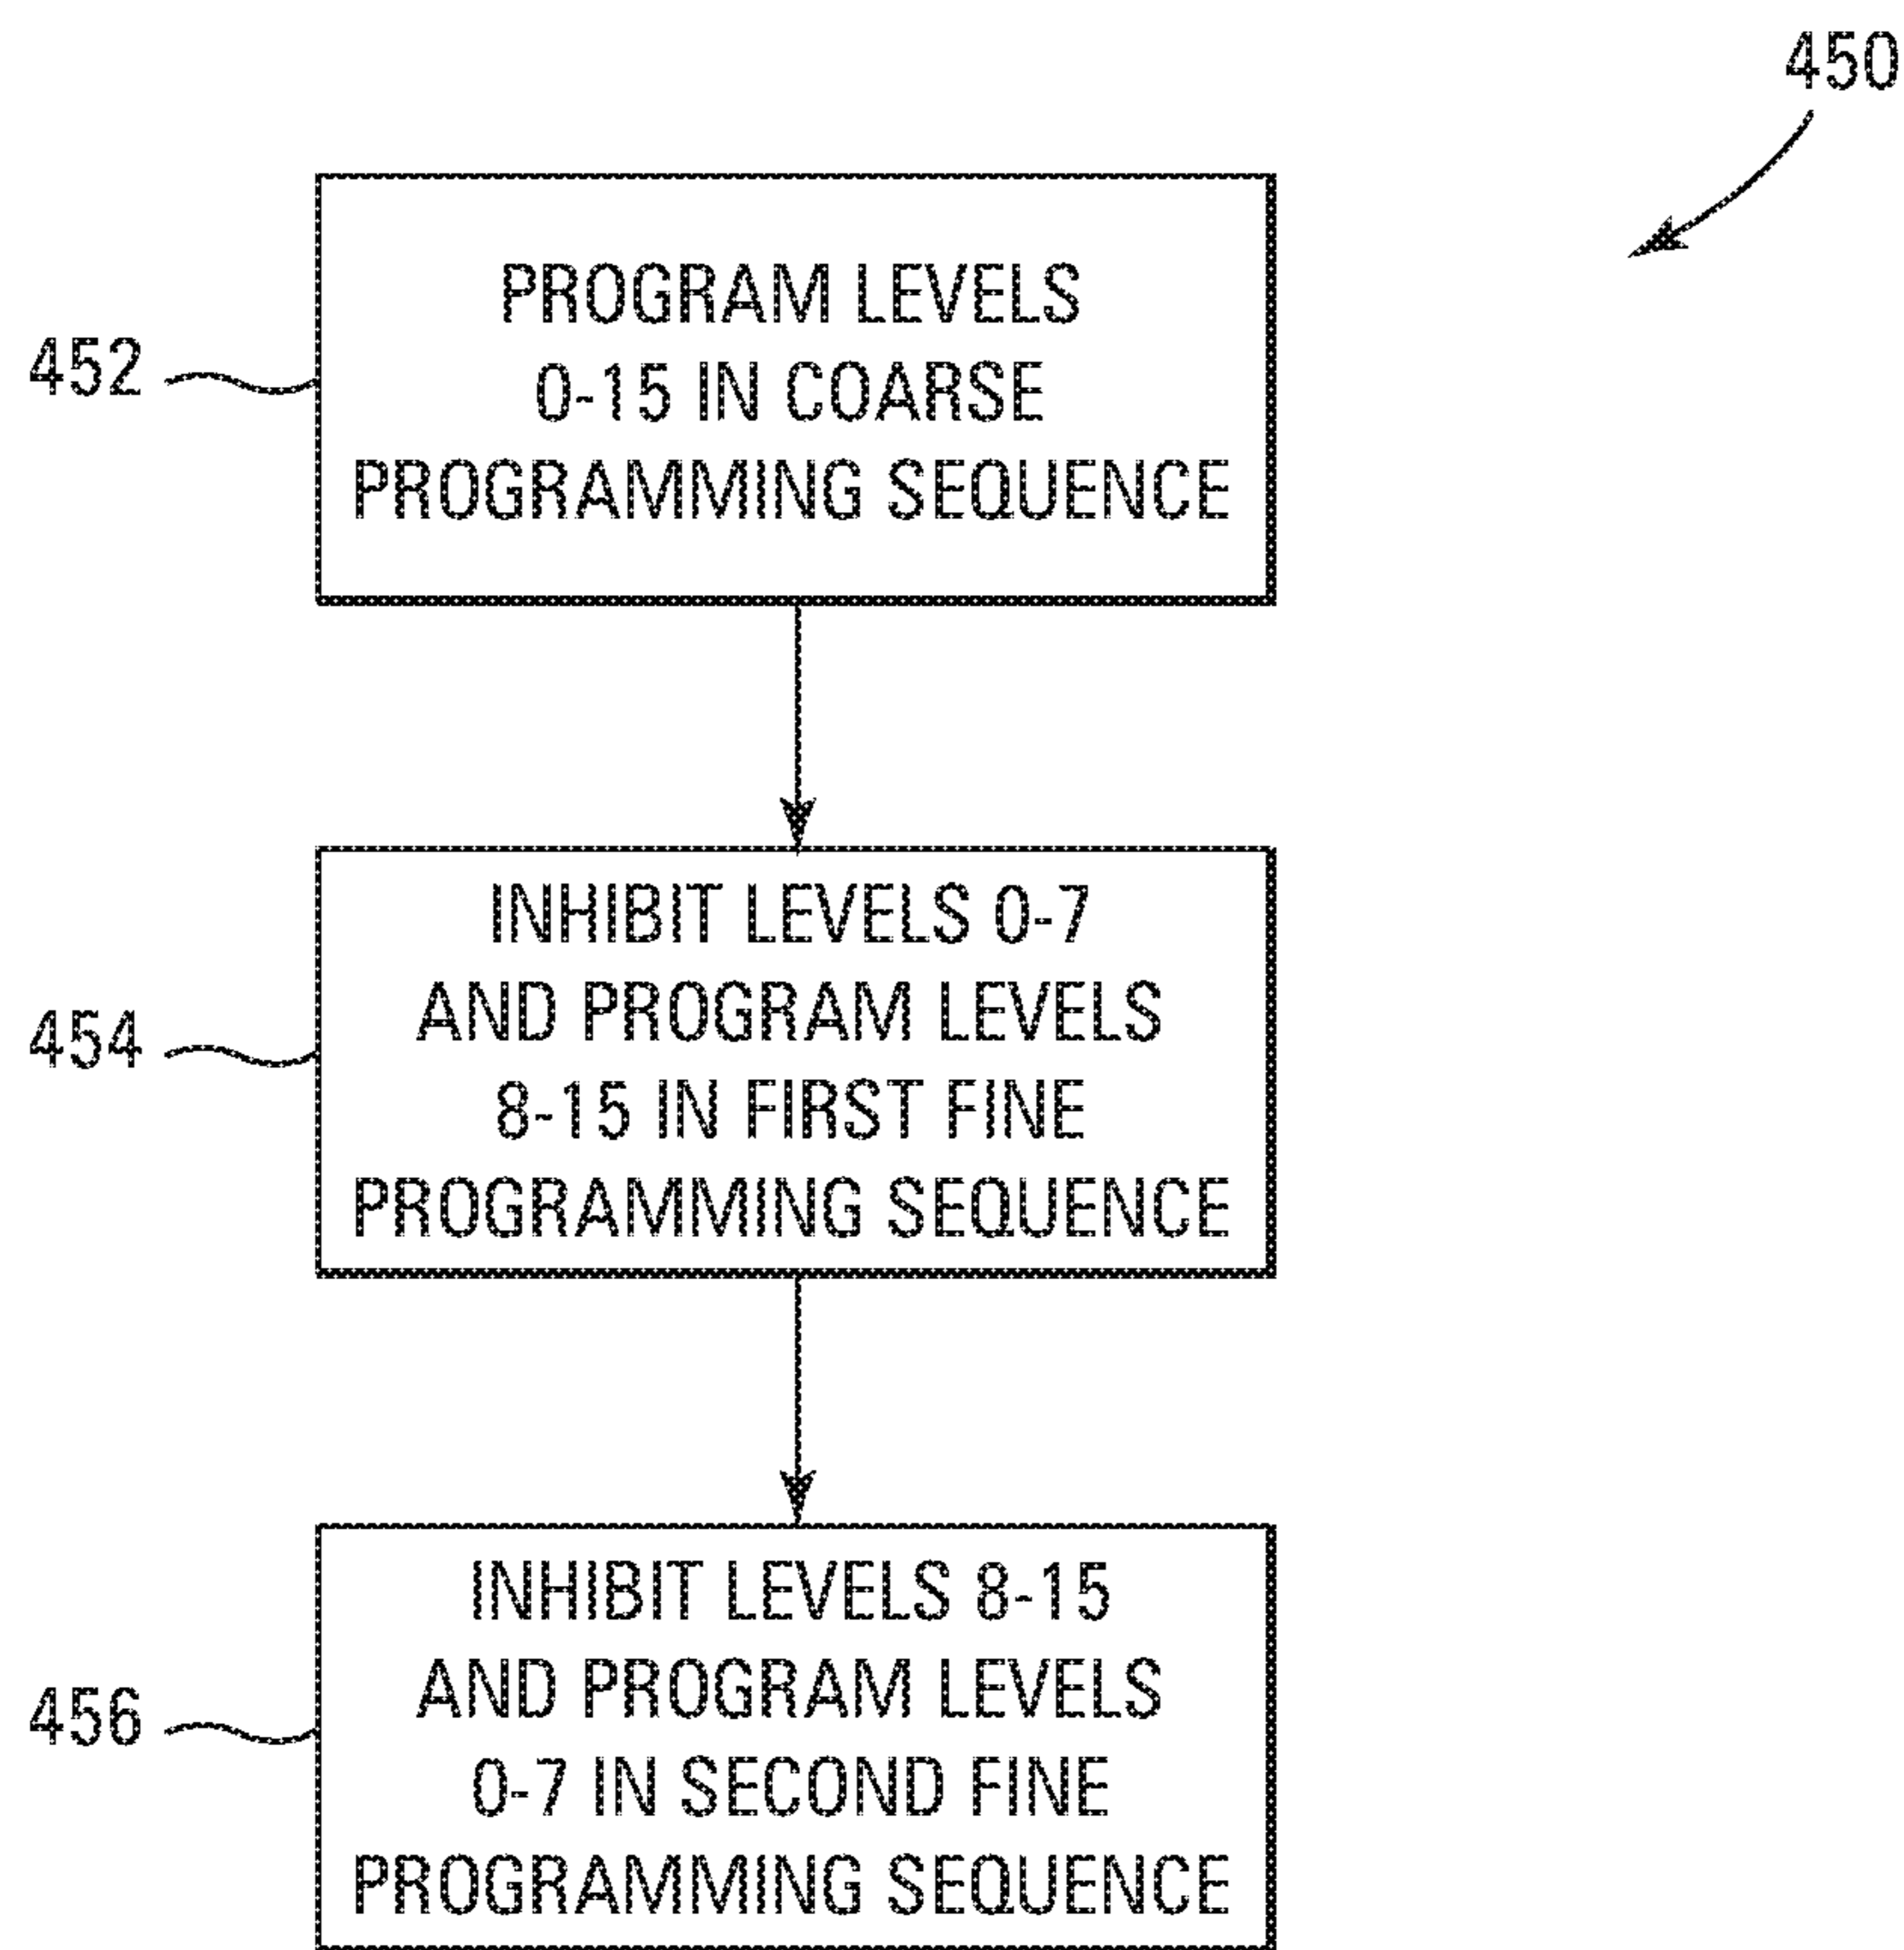 450
452
PROGRAM LEVELS
0-15 IN COARSE
PROGRAMMING SEQUENCE
454
INHIBIT LEVELS 0-7
AND PROGRAM LEVELS
8-15 IN FIRST FINE
PROGRAMMING SEQUENCE
456
INHIBIT LEVELS 8-15
AND PROGRAM LEVELS
0-7 IN SECOND FINE
PROGRAMMING SEQUENCE